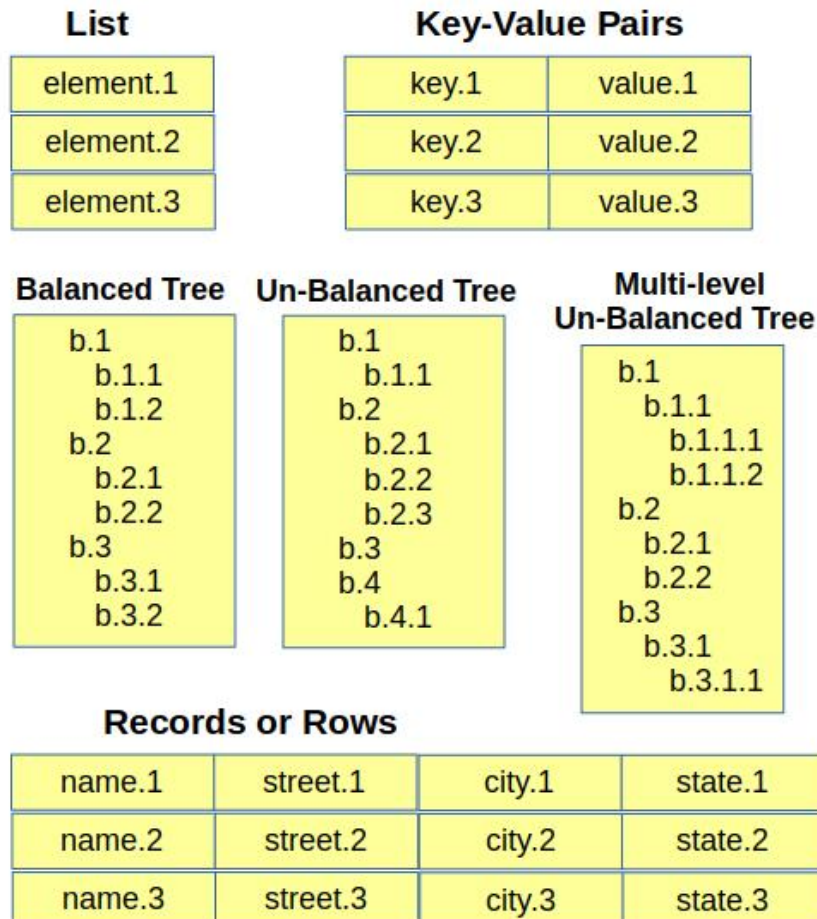 List
element.1
element.2
element.3
Key-Value Pairs
key.1 value.1
key.2 value.2
key.3 value.3
Balanced Tree
b.1
b.1.1
b.1.2
b.2
b.2.1
b.2.2
b.3
b.3.1
b.3.2
Un-Balanced Tree
b.1
b.1.1
b.2
b.2.1
b.2.2
b.2.3
b.3
b.4
b.4.1
Multi-level
Un-Balanced Tree
b.1
b.1.1
b.1.1.1
b.1.1.2
b.2
b.2.1
b.2.2
b.3
b.3.1
b.3.1.1
Records or Rows
name.1 street.1 city.1 state.1
name.2 street.2 city.2 state.2
name.3 street.3 city.3 state.3